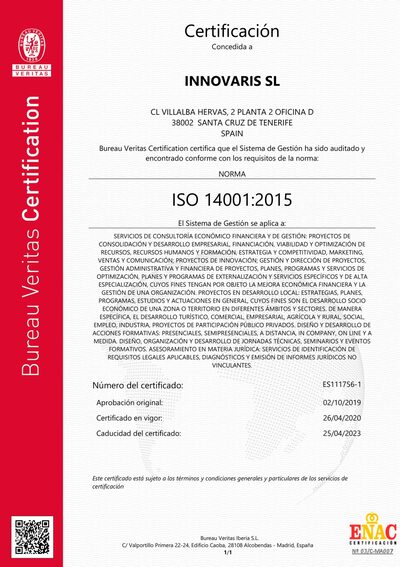 Certificación
Concedida a
BUREAU
VERITAS
INNOVARIS SL
CL VILLALBA HERVAS, 2 PLANTA 2 OFICINA D
38002 SANTA CRUZ DE TENERIFE
SPAIN
Bureau Veritas Certification certifica que el Sistema de Gestión ha sido auditado y
encontrado conforme con los requisitos de la norma:
NORMA
ISO 14001:2015
El Sistema de Gestión se aplica a:
SERVICIOS DE CONSULTORÍA ECONÓMICO FINANCIERA Y DE GESTIÓN: PROYECTOS DE
CONSOLIDACIÓN Y DESARROLLO EMPRESARIAL, FINANCIACIÓN, VIABILIDAD Y OPTIMIZACIÓN DE
RECURSOS, RECURSOS HUMANOS Y FORMACIÓN; ESTRATEGIA Y COMPETITIVIDAD, MARKETING,
VENTAS Y COMUNICACIÓN; PROYECTOS DE INNOVACIÓN; GESTIÓN Y DIRECCIÓN DE PROYECTOS,
GESTIÓN ADMINISTRATIVA Y FINANCIERA DE PROYECTOS, PLANES, PROGRAMAS Y SERVICIOS DE
OPTIMIZACIÓN, PLANES Y PROGRAMAS DE EXTERNALIZACIÓN Y SERVICIOS ESPECÍFICOS Y DE ALTA
ESPECIALIZACIÓN, CUYOS FINES TENGAN POR OBJETO LA MEJORA ECONÓMICA FINANCIERA Y LA
GESTIÓN DE UNA ORGANIZACIÓN. PROYECTOS EN DESARROLLO LOCAL: ESTRATEGIAS, PLANES,
PROGRAMAS, ESTUDIOS Y ACTUACIONES EN GENERAL, CUYOS FINES SON EL DESARROLLO SOCIO
ECONÓMICO DE UNA ZONA O TERRITORIO EN DIFERENTES ÁMBITOS Y SECTORES. DE MANERA
ESPECÍFICA, EL DESARROLLO TURÍSTICO, COMERCIAL, EMPRESARIAL, AGRÍCOLA Y RURAL, SOCIAL,
EMPLEO, INDUSTRIA, PROYECTOS DE PARTICIPACIÓN PÚBLICO PRIVADOS. DISEÑO Y DESARROLLO DE
ACCIONES FORMATIVAS: PRESENCIALES, SEMIPRESENCIALES, A DISTANCIA, IN COMPANY, ON LINE Y A
MEDIDA. DISEÑO, ORGANIZACIÓN Y DESARROLLO DE JORNADAS TÉCNICAS, SEMINARIOS Y EVENTOS
FORMATIVOS. ASESORAMIENTO EN MATERIA JURÍDICA: SERVICIOS DE IDENTIFICACIÓN DE
REQUISITOS LEGALES APLICABLES, DIAGNÓSTICOS Y EMISIÓN DE INFORMES JURÍDICOS NO
VINCULANTES.
Número del certificado: ES111756-1
Aprobación original: 02/10/2019
Certificado en vigor: 26/04/2020
Caducidad del certificado: 25/04/2023
Este certificado está sujeto a los términos y condiciones generales y particulares de los servicios de
certificación
Bureau Veritas Certification
Bureau Veritas Iberia S.L.
C/ Valportillo Primera 22-24, Edificio Caoba, 28108 Alcobendas - Madrid, España
1/1
ENAC
CERTIFICACIÓN
Nº 03/C-MA007